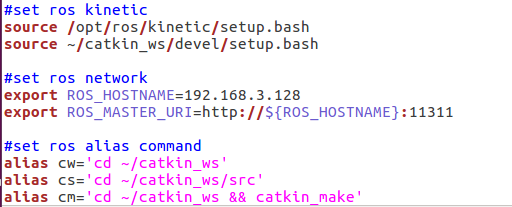 #set ros kinetic
source /opt/ros/kinetic/setup.bash
source ~/catkin_ws/devel/setup.bash

#set ros network
export ROS_HOSTNAME=192.168.3.128
export ROS_MASTER_URI=http://${ROS_HOSTNAME}:11311

#set ros alias command
alias cw='cd ~/catkin_ws'
alias cs='cd ~/catkin_ws/src'
alias cm='cd ~/catkin_ws && catkin_make'